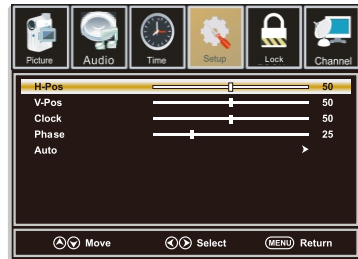 Picture Audio Time Setup Lock Channel
H-Pos 50
V-Pos 50
Clock 50
Phase 25
Auto
Move Select MENU Return